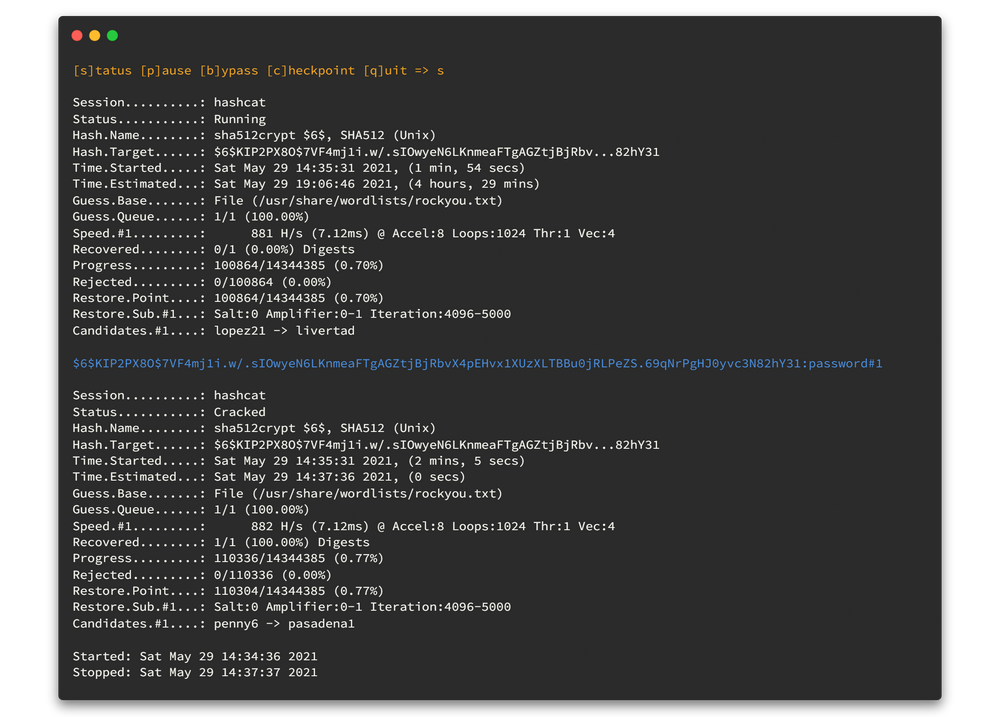 [s]tatus [p]ause [b]ypass [c]heckpoint [q]uit => s
Session..........: hashcat
Status...........: Running
Hash.Name........: sha512crypt $6$, SHA512 (Unix)
Hash.Target......: $6$KIP2PX8O$7VF4mj1i.w/.sIOwyeN6LKnmeaFTgAGZtjBjRbv...82hY31
Time.Started.....: Sat May 29 14:35:31 2021, (1 min, 54 secs)
Time.Estimated...: Sat May 29 19:06:46 2021, (4 hours, 29 mins)
Guess.Base.......: File (/usr/share/wordlists/rockyou.txt)
Guess.Queue......: 1/1 (100.00%)
Speed.#1.........:      881 H/s (7.12ms) @ Accel:8 Loops:1024 Thr:1 Vec:4
Recovered........: 0/1 (0.00%) Digests
Progress.........: 100864/14344385 (0.70%)
Rejected.........: 0/100864 (0.00%)
Restore.Point....: 100864/14344385 (0.70%)
Restore.Sub.#1...: Salt:0 Amplifier:0-1 Iteration:4096-5000
Candidates.#1....: lopez21 -> livertad
$6$KIP2PX8O$7VF4mj1i.w/.sIOwyeN6LKnmeaFTgAGZtjBjRbvX4pEHvx1XUzXLTBBu0jRLPeZS.69qNrPgHJ0yvc3N82hY31:password#1
Session..........: hashcat
Status...........: Cracked
Hash.Name........: sha512crypt $6$, SHA512 (Unix)
Hash.Target......: $6$KIP2PX8O$7VF4mj1i.w/.sIOwyeN6LKnmeaFTgAGZtjBjRbv...82hY31
Time.Started.....: Sat May 29 14:35:31 2021, (2 mins, 5 secs)
Time.Estimated...: Sat May 29 14:37:36 2021, (0 secs)
Guess.Base.......: File (/usr/share/wordlists/rockyou.txt)
Guess.Queue......: 1/1 (100.00%)
Speed.#1.........:      882 H/s (7.12ms) @ Accel:8 Loops:1024 Thr:1 Vec:4
Recovered........: 1/1 (100.00%) Digests
Progress.........: 110336/14344385 (0.77%)
Rejected.........: 0/110336 (0.00%)
Restore.Point....: 110304/14344385 (0.77%)
Restore.Sub.#1...: Salt:0 Amplifier:0-1 Iteration:4096-5000
Candidates.#1....: penny6 -> pasadena1
Started: Sat May 29 14:34:36 2021
Stopped: Sat May 29 14:37:37 2021